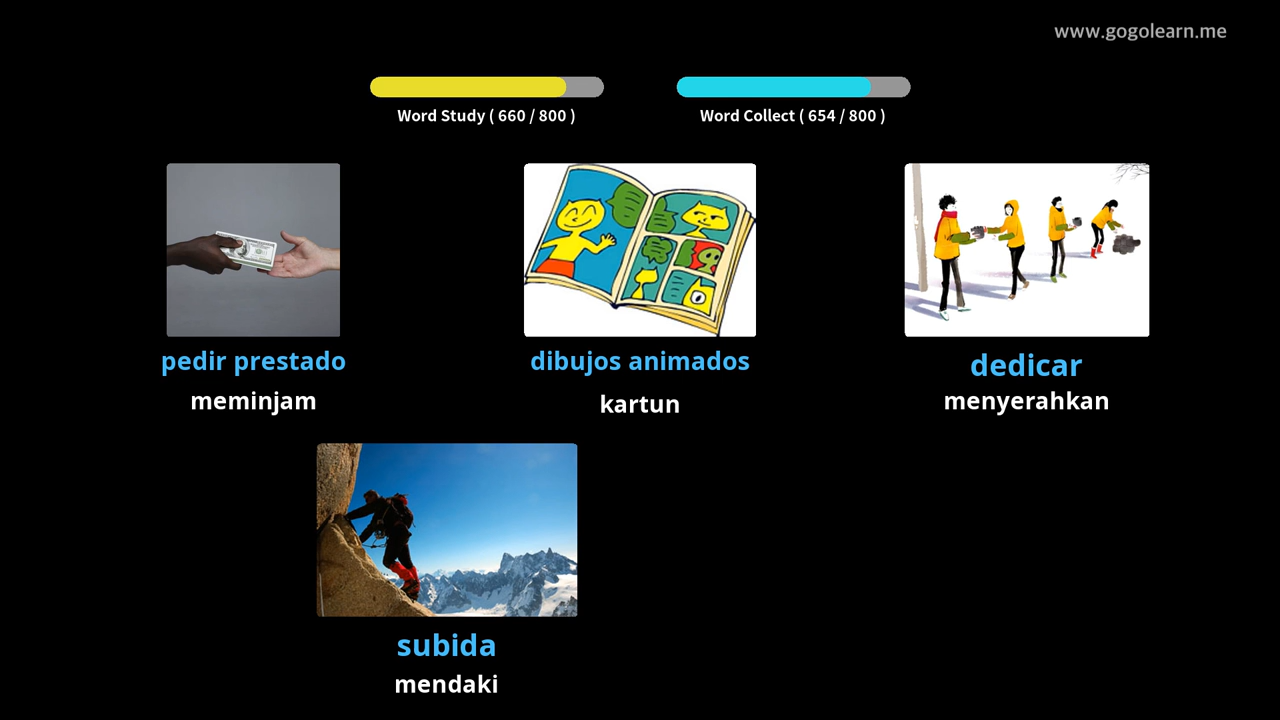 www.gogolearn.me
Word Study ( 660 / 800 )
Word Collect ( 654 / 800 )
pedir prestado
meminjam
dibujos animados
kartun
dedicar
menyerahkan
subida
mendaki